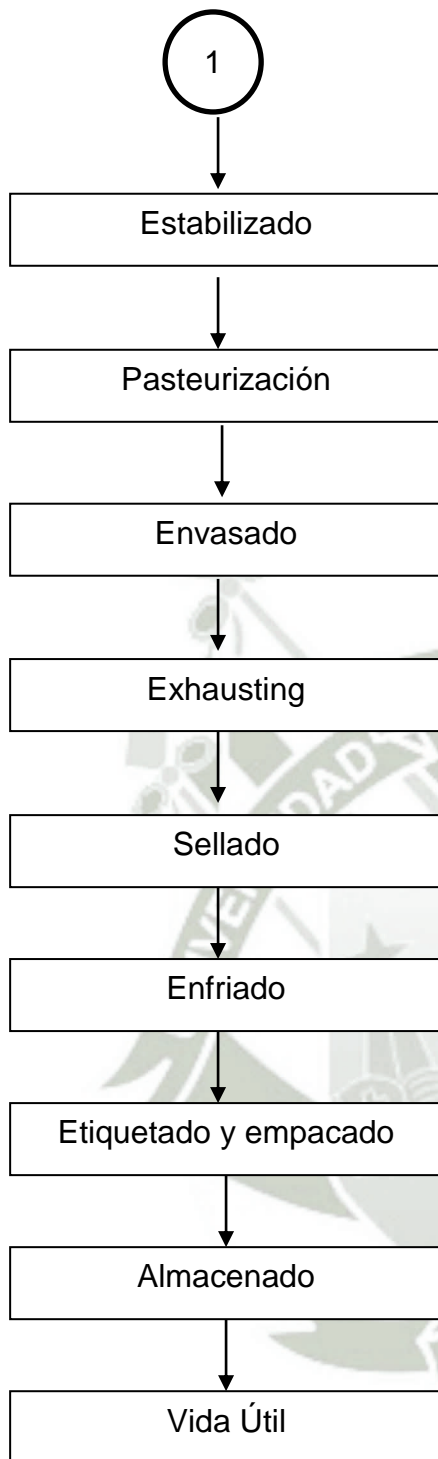 1
Estabilizado
Pasteurización
Envasado
Exhausting
Sellado
Enfriado
Etiquetado y empacado
Almacenado
Vida Útil